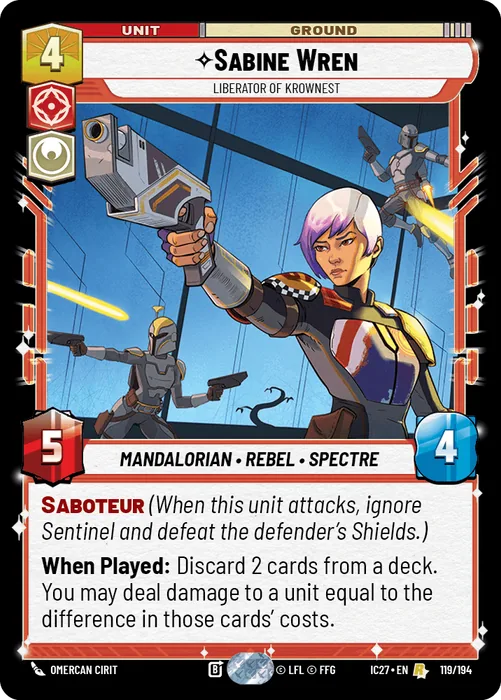 UNIT
GROUND
4
✧SABINE WREN
LIBERATOR OF KROWNEST
5
4
MANDALORIAN • REBEL • SPECTRE
SABOTEUR (When this unit attacks, ignore
Sentinel and defeat the defender's Shields.)
When Played: Discard 2 cards from a deck.
You may deal damage to a unit equal to the
difference in those cards' costs.
OMERCAN CIRIT
B
© LFL © FFG
IC27 • EN
R
119/194